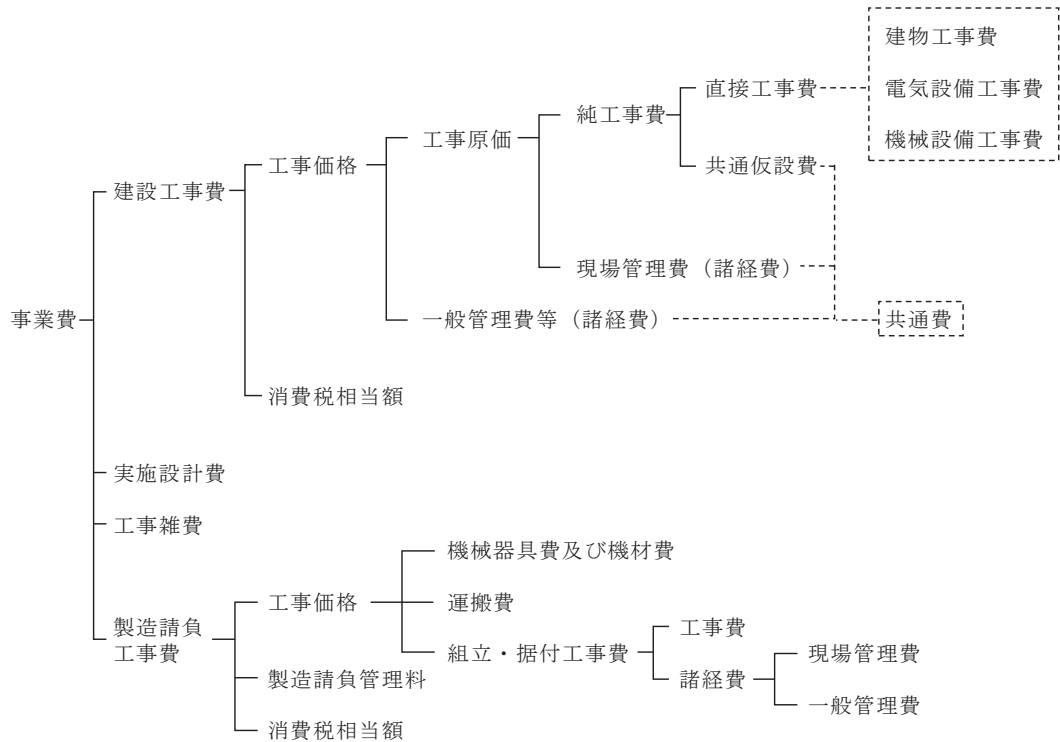 事業費
建設工事費
工事価格
工事原価
純工事費
直接工事費
建物工事費
電気設備工事費
機械設備工事費
共通仮設費
現場管理費（諸経費）
一般管理費等（諸経費）
共通費
消費税相当額
実施設計費
工事雑費
製造請負
工事費
工事価格
機械器具費及び機材費
運搬費
組立・据付工事費
工事費
諸経費
現場管理費
一般管理費
製造請負管理料
消費税相当額